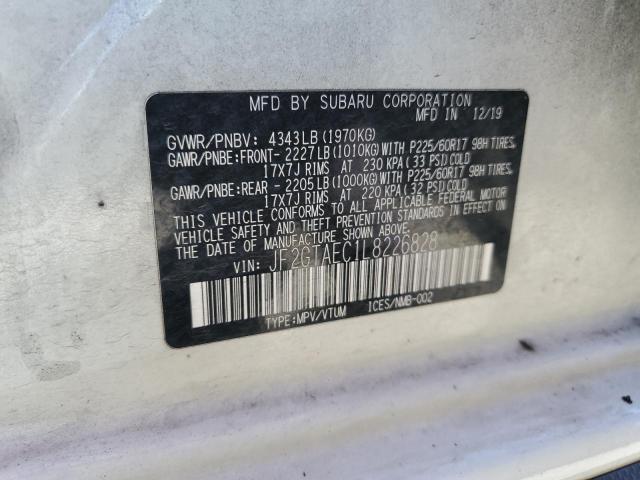 MFD BY SUBARU CORPORATION
MFD IN 12/19
GVWR/PNBV: 4343LB(1970KG)
GAWR/PNBE:FRONT- 2227LB(1010KG)WITH P225/60R17 98H TIRES,
17X7J RIMS AT 230 KPA(33 PSI)COLD
GAWR/PNBE:REAR - 2205LB(1000KG)WITH P225/60R17 98H TIRES,
17X7J RIMS AT 220 KPA(32 PSI)COLD
THIS VEHICLE CONFORMS TO ALL APPLICABLE FEDERAL MOTOR
VEHICLE SAFETY AND THEFT PREVENTION STANDARDS IN EFFECT ON
THE DATE OF MANUFACTURE SHOWN ABOVE.
VIN: JF2GTAEC1L8226828
TYPE:MPV/VTUM ICES/NMB-002